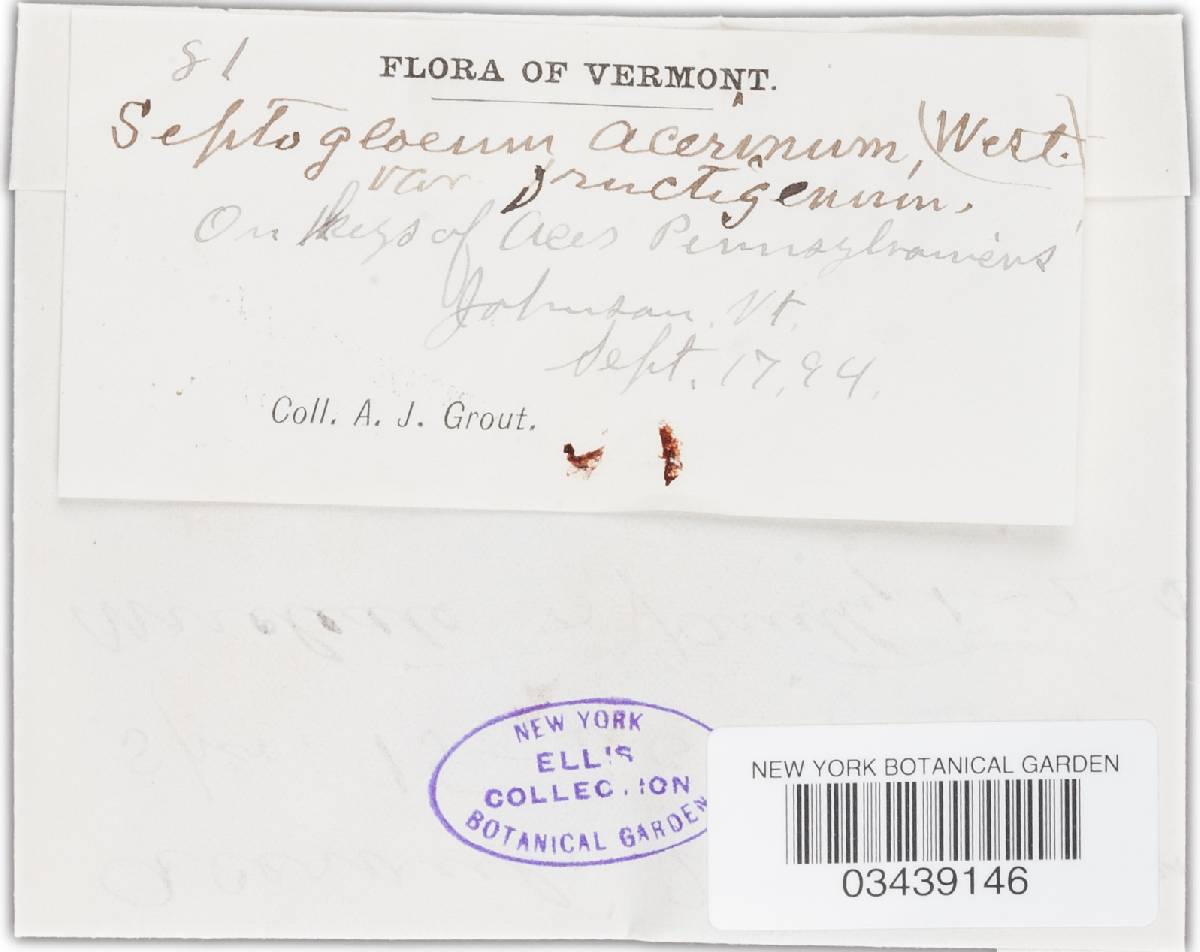 81
FLORA OF VERMONT.
Septogloeum acerinum, (West.)
var fructigenum.
On keys of Acer Pennsylvanicus
Johnson. Vt.
Sept. 17, 94.
Coll. A. J. Grout.
NEW YORK
ELLIS
COLLECTION
BOTANICAL GARDEN
NEW YORK BOTANICAL GARDEN
03439146